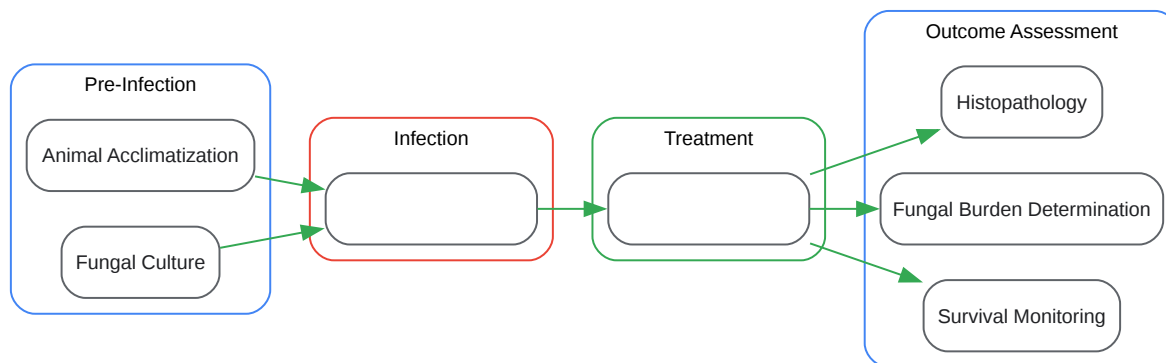 Pre-Infection
Animal Acclimatization
Fungal Culture
Infection
Treatment
Outcome Assessment
Histopathology
Fungal Burden Determination
Survival Monitoring